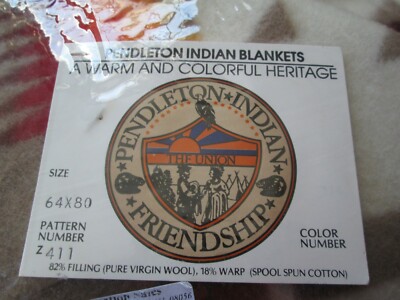 PENDLETON INDIAN BLANKETS
A WARM AND COLORFUL HERITAGE
PENDLETON ★ INDIAN
THE UNION
FRIENDSHIP
SIZE
64X80
PATTERN
NUMBER
Z411
COLOR
NUMBER
82% FILLING (PURE VIRGIN WOOL), 18% WARP (SPOOL SPUN COTTON)